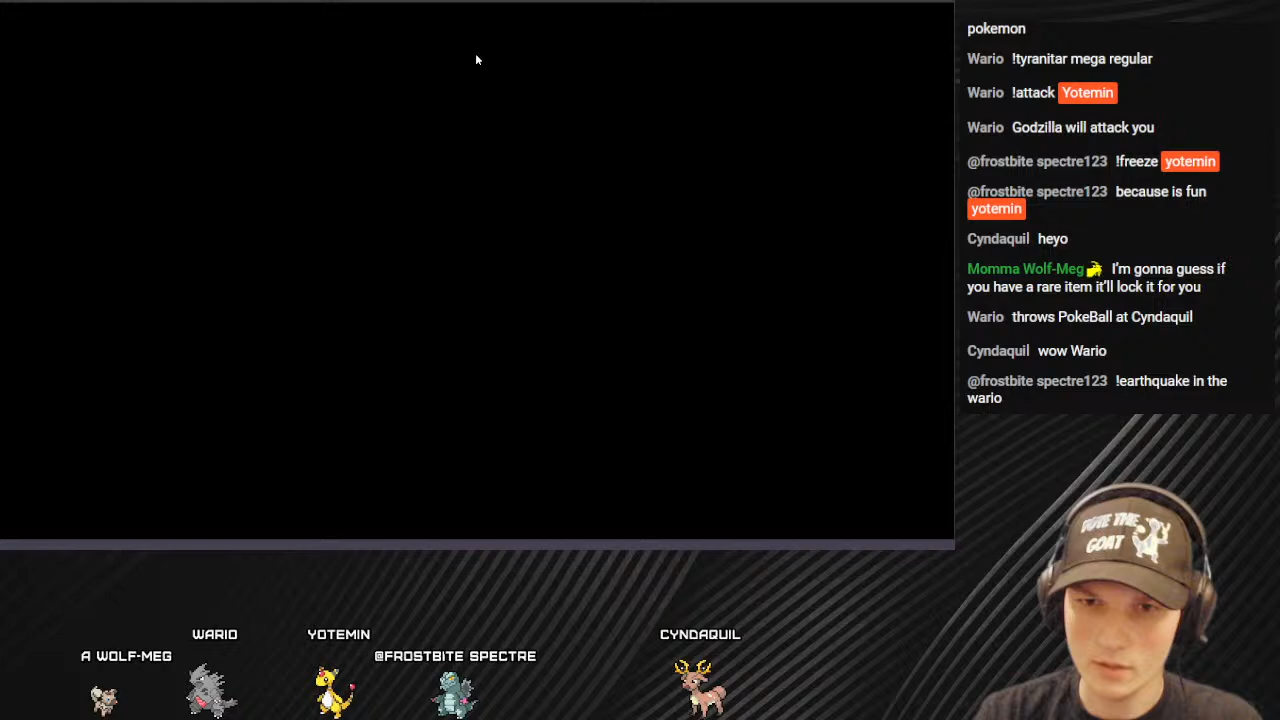 pokemon
Wario !tyranitar mega regular
Wario !attack Yotemin
Wario Godzilla will attack you
@frostbite spectre123 !freeze yotemin
@frostbite spectre123 because is fun
yotemin
Cyndaquil heyo
Momma Wolf-Meg I'm gonna guess if
you have a rare item it'll lock it for you
Wario throws PokeBall at Cyndaquil
Cyndaquil wow Wario
@frostbite spectre123 !earthquake in the
wario
VOTE THE
GOAT
WARIO
YOTEMIN
CYNDAQUIL
A WOLF-MEG
@FROSTBITE SPECTRE